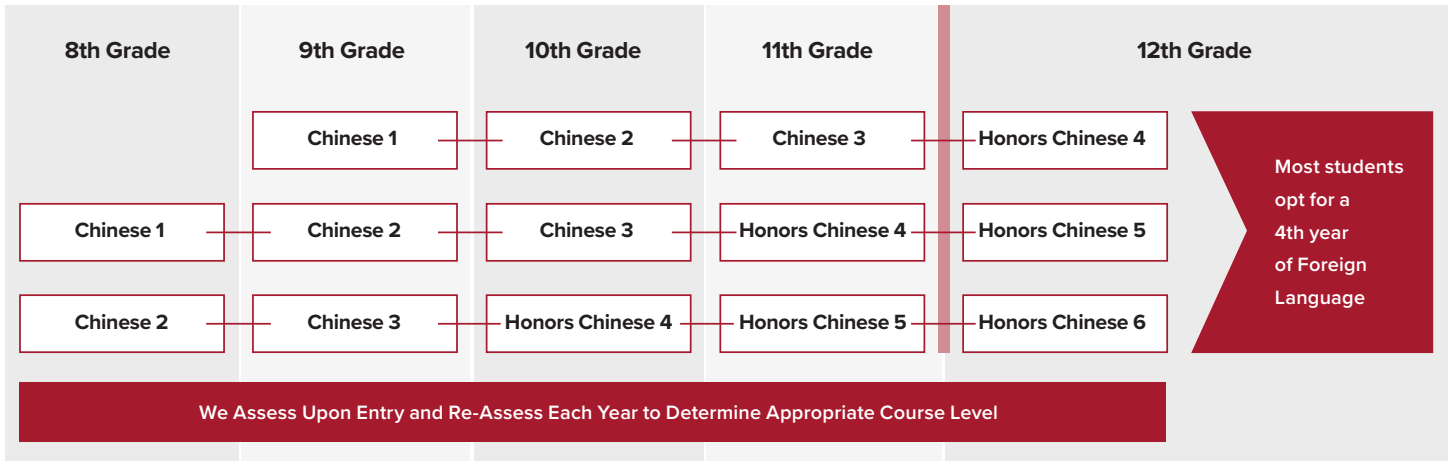 8th Grade
9th Grade
10th Grade
11th Grade
12th Grade
Chinese 1
Chinese 2
Chinese 3
Honors Chinese 4
Chinese 1
Chinese 2
Chinese 3
Honors Chinese 4
Honors Chinese 5
Chinese 2
Chinese 3
Honors Chinese 4
Honors Chinese 5
Honors Chinese 6
Most students
opt for a
4th year
of Foreign
Language
We Assess Upon Entry and Re-Assess Each Year to Determine Appropriate Course Level